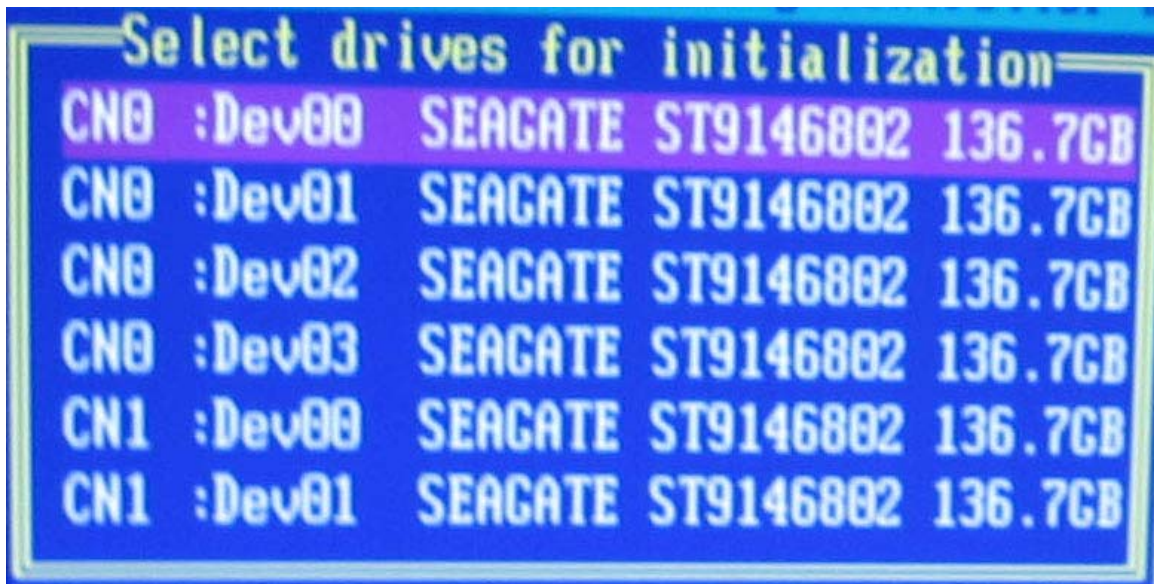 Select drives for initialization
CN0 :Dev00 SEAGATE ST9146802 136.7GB
CN0 :Dev01 SEAGATE ST9146802 136.7GB
CN0 :Dev02 SEAGATE ST9146802 136.7GB
CN0 :Dev03 SEAGATE ST9146802 136.7GB
CN1 :Dev00 SEAGATE ST9146802 136.7GB
CN1 :Dev01 SEAGATE ST9146802 136.7GB